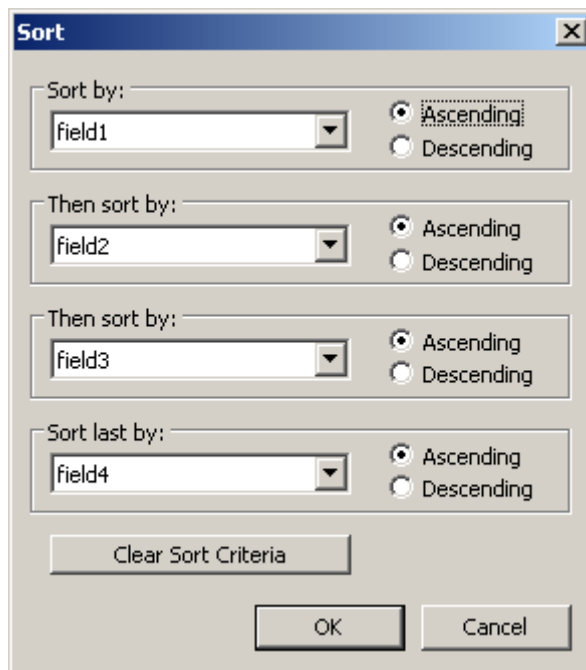 Sort
Sort by:
field1
Ascending
Descending
Then sort by:
field2
Ascending
Descending
Then sort by:
field3
Ascending
Descending
Sort last by:
field4
Ascending
Descending
Clear Sort Criteria
OK Cancel